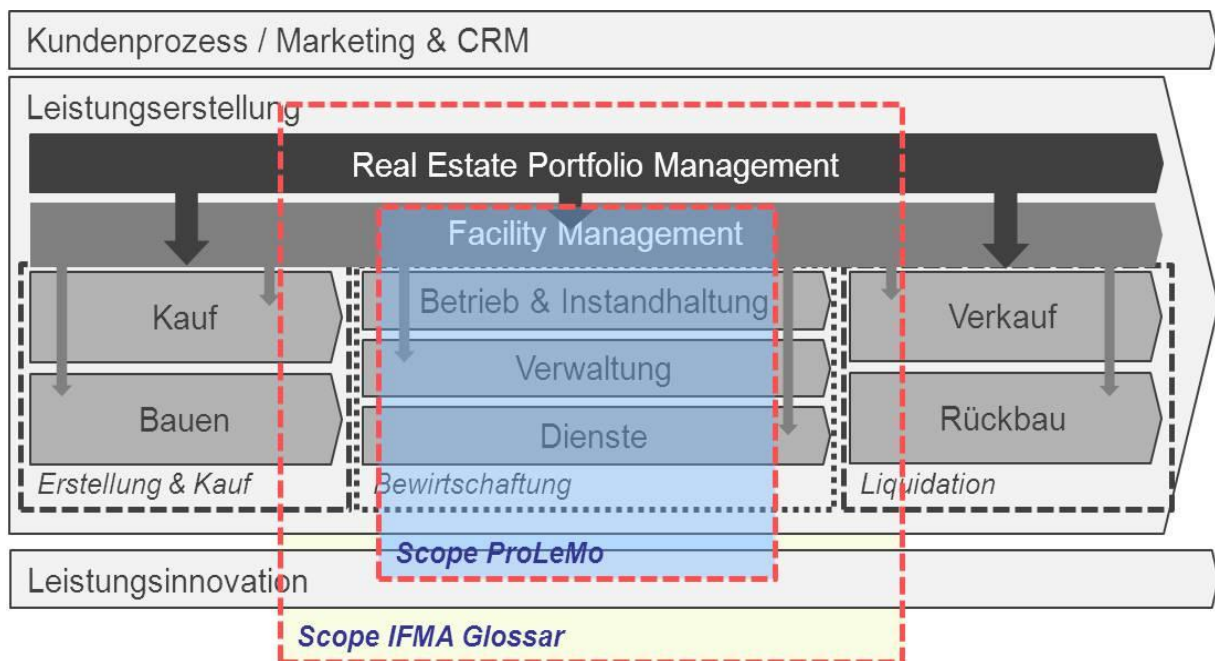 Kundenprozess / Marketing & CRM
Leistungserstellung
Real Estate Portfolio Management
Facility Management
Kauf
Betrieb & Instandhaltung
Verkauf
Verwaltung
Bauen
Dienste
Rückbau
Erstellung & Kauf
Bewirtschaftung
Liquidation
Scope ProLeMo
Leistungsinnovation
Scope IFMA Glossar